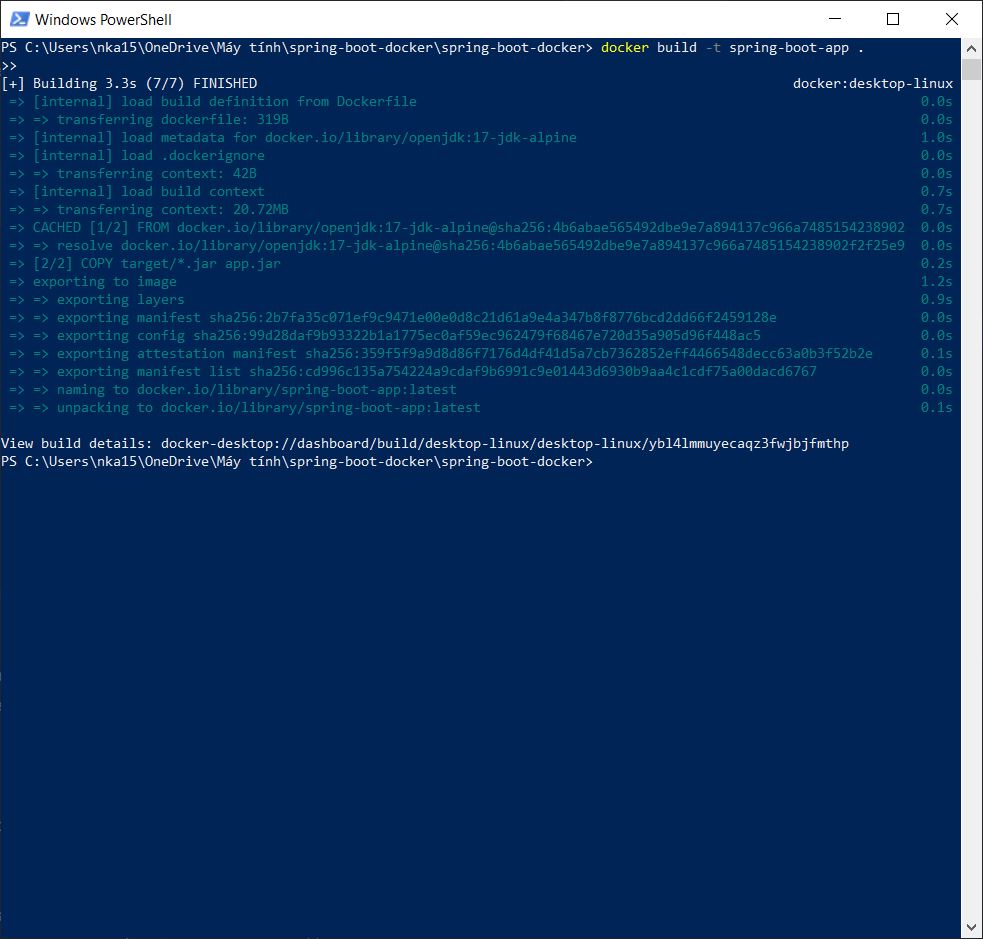 Windows PowerShell
PS C:\Users\nka15\OneDrive\Máy tính\spring-boot-docker\spring-boot-docker> docker build -t spring-boot-app .
>>
[+] Building 3.3s (7/7) FINISHED docker:desktop-linux
=> [internal] load build definition from Dockerfile 0.0s
=> => transferring dockerfile: 319B 0.0s
=> [internal] load metadata for docker.io/library/openjdk:17-jdk-alpine 1.0s
=> [internal] load .dockerignore 0.0s
=> => transferring context: 42B 0.0s
=> [internal] load build context 0.7s
=> => transferring context: 20.72MB 0.7s
=> CACHED [1/2] FROM docker.io/library/openjdk:17-jdk-alpine@sha256:4b6abae565492dbe9e7a894137c966a7485154238902 0.0s
=> => resolve docker.io/library/openjdk:17-jdk-alpine@sha256:4b6abae565492dbe9e7a894137c966a7485154238902f2f25e9 0.0s
=> [2/2] COPY target/*.jar app.jar 0.2s
=> exporting to image 1.2s
=> => exporting layers 0.9s
=> => exporting manifest sha256:2b7fa35c071ef9c9471e00e0d8c21d61a9e4a347b8f8776bcd2dd66f2459128e 0.0s
=> => exporting config sha256:99d28daf9b93322b1a1775ec0af59ec962479f68467e720d35a905d96f448ac5 0.0s
=> => exporting attestation manifest sha256:359f5f9a9d8d86f7176d4df41d5a7cb7362852eff4466548decc63a0b3f52b2e 0.1s
=> => exporting manifest list sha256:cd996c135a754224a9cdaf9b6991c9e01443d6930b9aa4c1cdf75a00dacd6767 0.0s
=> => naming to docker.io/library/spring-boot-app:latest 0.0s
=> => unpacking to docker.io/library/spring-boot-app:latest 0.1s
View build details: docker-desktop://dashboard/build/desktop-linux/desktop-linux/ybl4lmmuyecaqz3fwjbjfmthp
PS C:\Users\nka15\OneDrive\Máy tính\spring-boot-docker\spring-boot-docker>